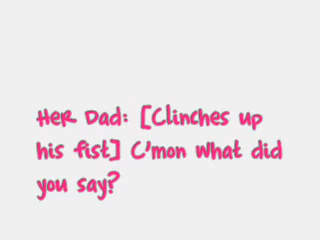 Her Dad: [Clinches up
his fist] C'mon What did
you say?